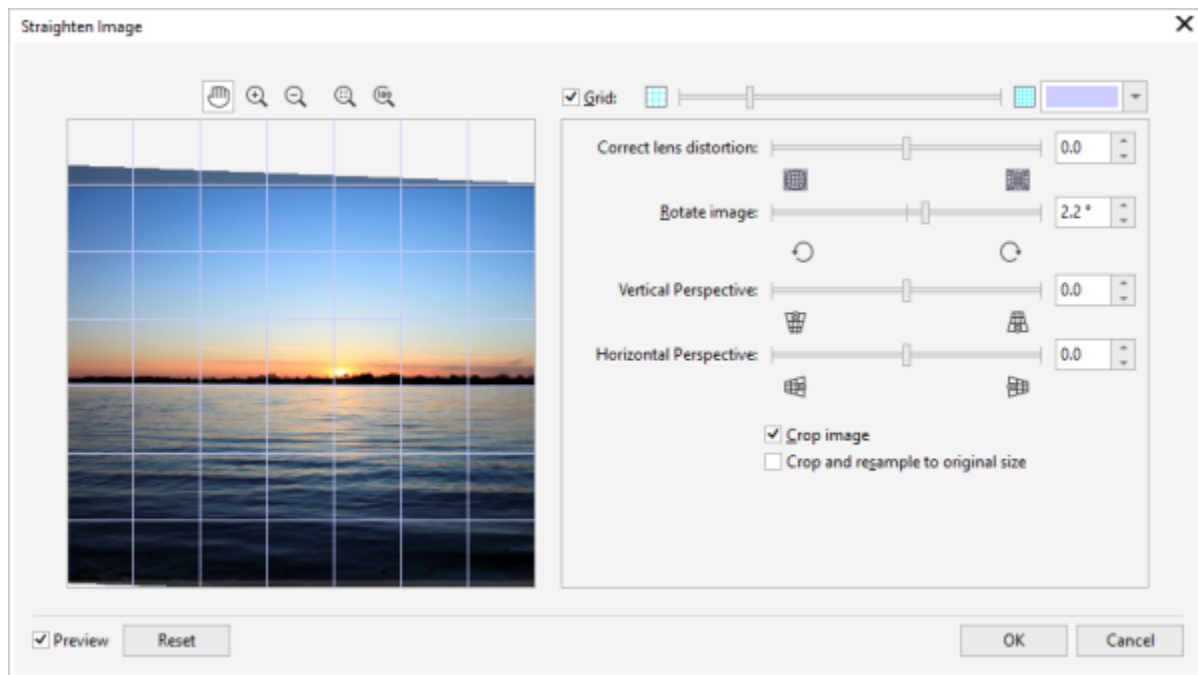 Straighten Image
Grid:
Correct lens distortion: 0.0
Rotate image: 2.2 °
Vertical Perspective: 0.0
Horizontal Perspective: 0.0
Crop image
Crop and resample to original size
Preview Reset OK Cancel